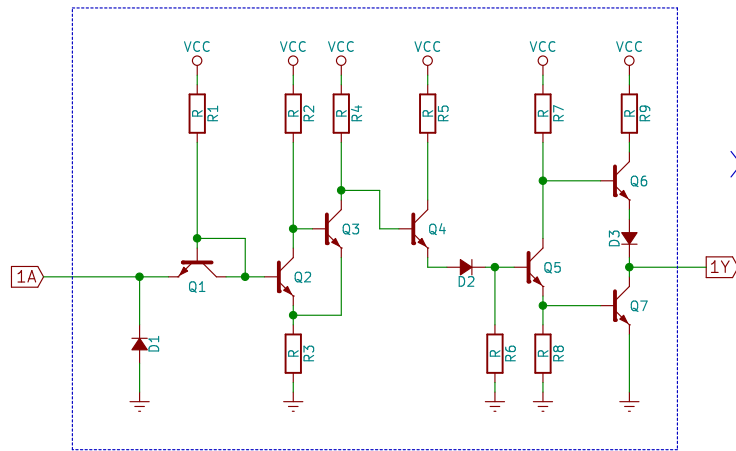 VCC VCC VCC VCC VCC VCC
R R1 R R2 R R4 R R5 R R7 R R9
Q6
Q3 Q4 D3
1A Q1 Q2 D2 Q5 1Y
Q7
D1 R R3 R R6 R R8